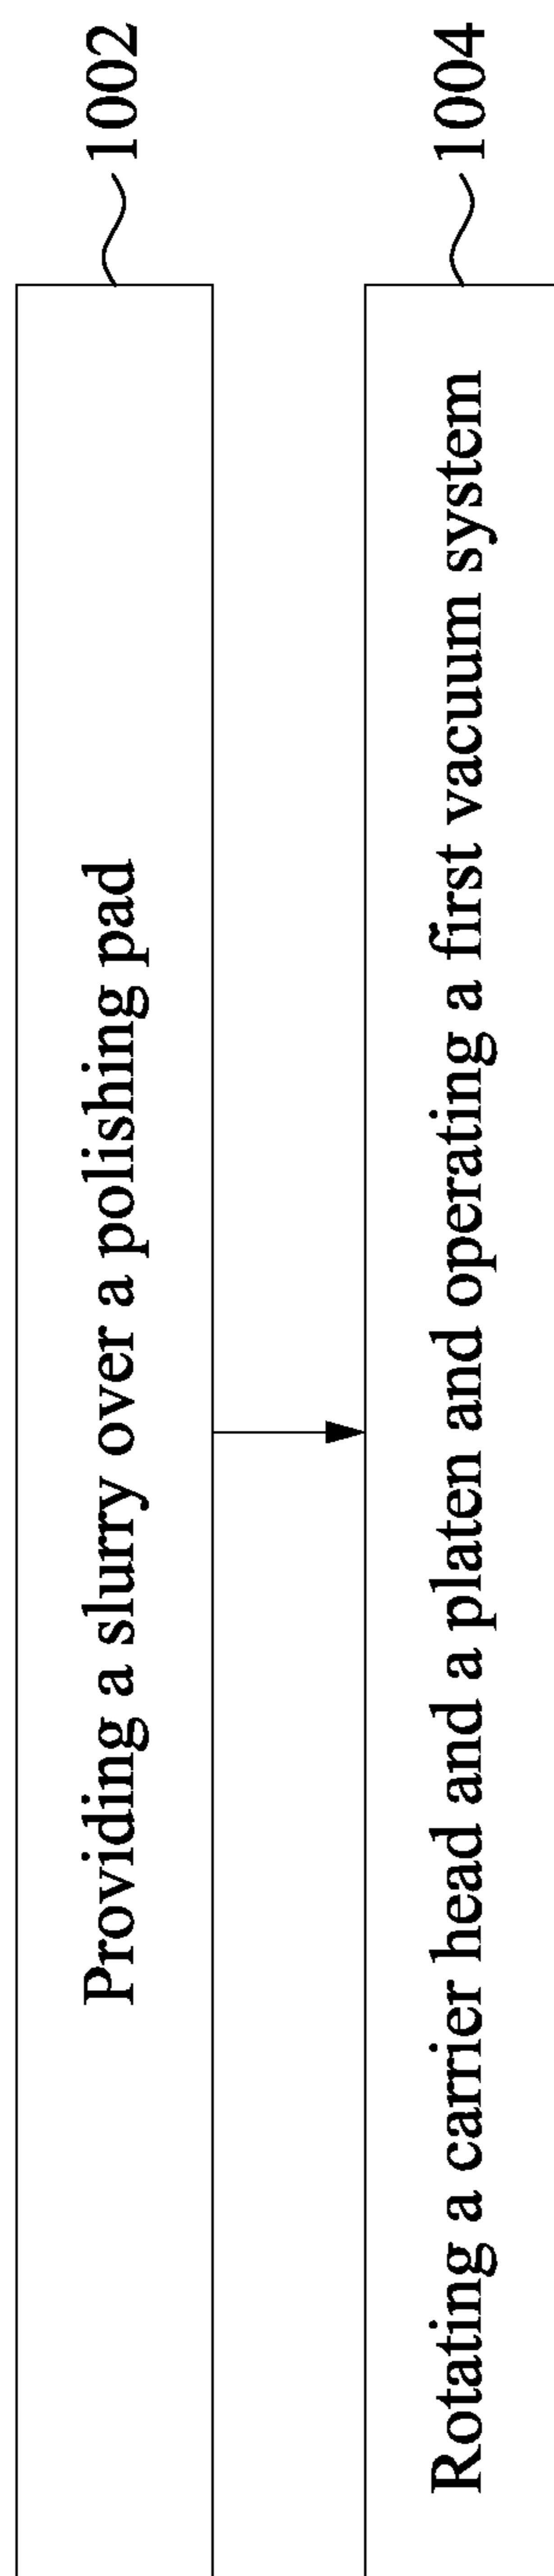 Providing a slurry over a polishing pad
1002
Rotating a carrier head and a platen and operating a first vacuum system
1004